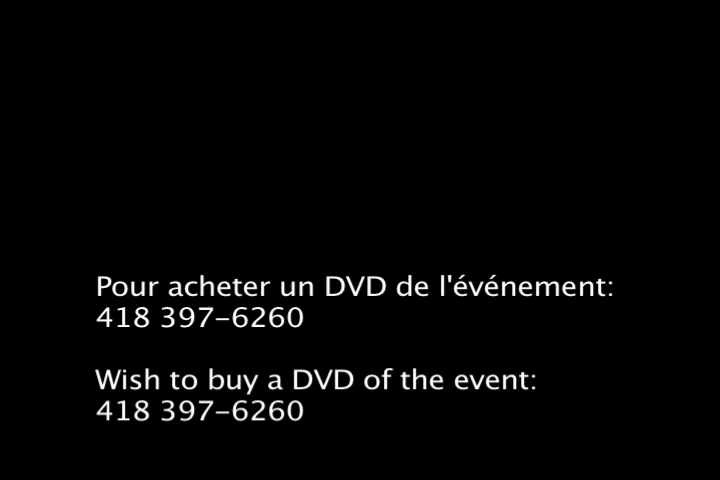 Pour acheter un DVD de l'événement:
418 397-6260
Wish to buy a DVD of the event:
418 397-6260